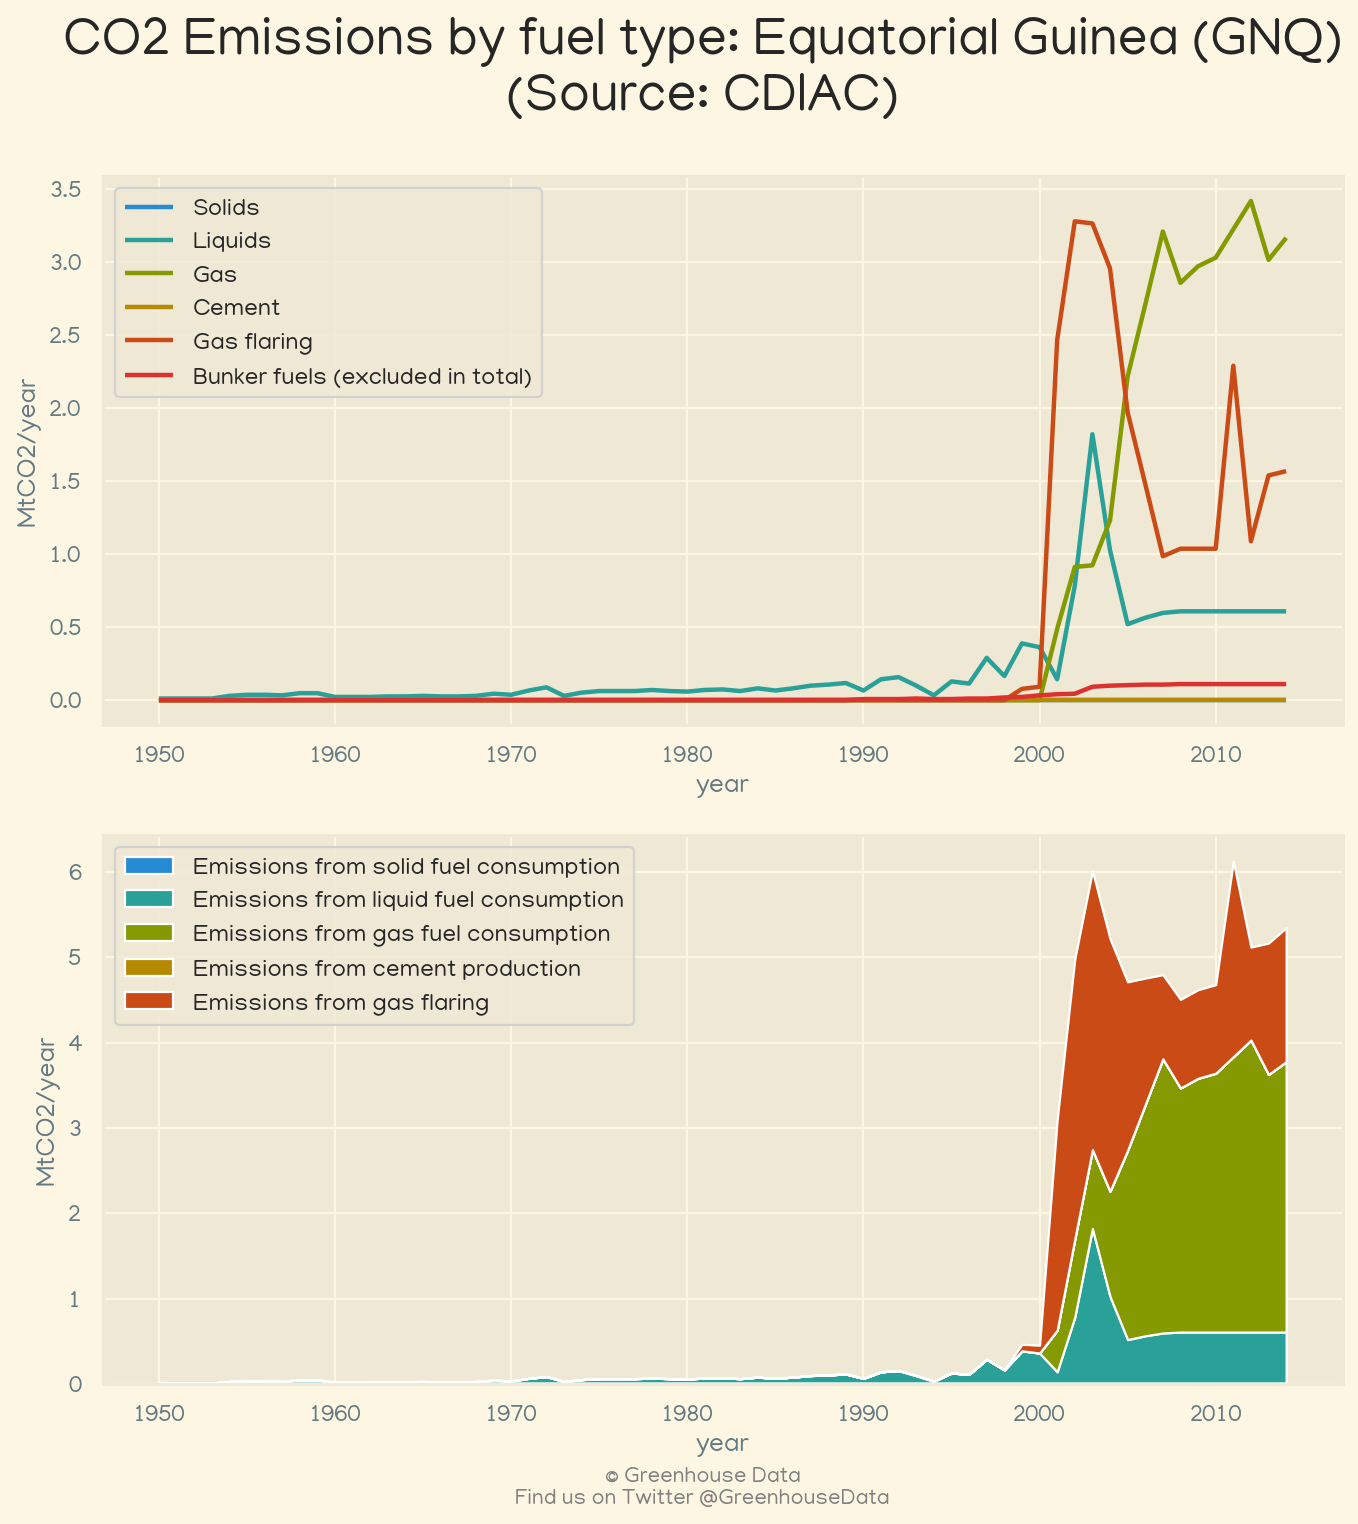 CO2 Emissions by fuel type: Equatorial Guinea (GNQ)
(Source: CDIAC)
3.5
3.0
2.5
2.0
1.5
1.0
0.5
0.0
MtCO2/year
Solids
Liquids
Gas
Cement
Gas flaring
Bunker fuels (excluded in total)
1950 1960 1970 1980 1990 2000 2010
year
6
5
4
3
2
1
0
MtCO2/year
Emissions from solid fuel consumption
Emissions from liquid fuel consumption
Emissions from gas fuel consumption
Emissions from cement production
Emissions from gas flaring
1950 1960 1970 1980 1990 2000 2010
year
© Greenhouse Data
Find us on Twitter @GreenhouseData